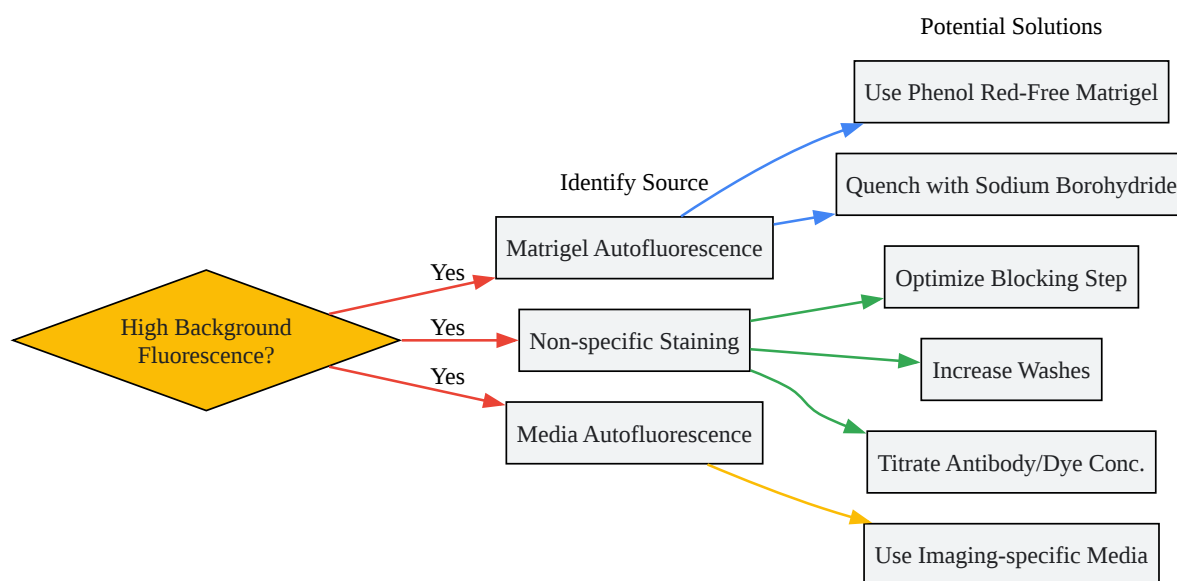 Potential Solutions
Use Phenol Red-Free Matrigel
Identify Source
Quench with Sodium Borohydride
Matrigel Autofluorescence
Yes
Optimize Blocking Step
High Background
Fluorescence?
Yes
Non-specific Staining
Increase Washes
Yes
Media Autofluorescence
Titrate Antibody/Dye Conc.
Use Imaging-specific Media